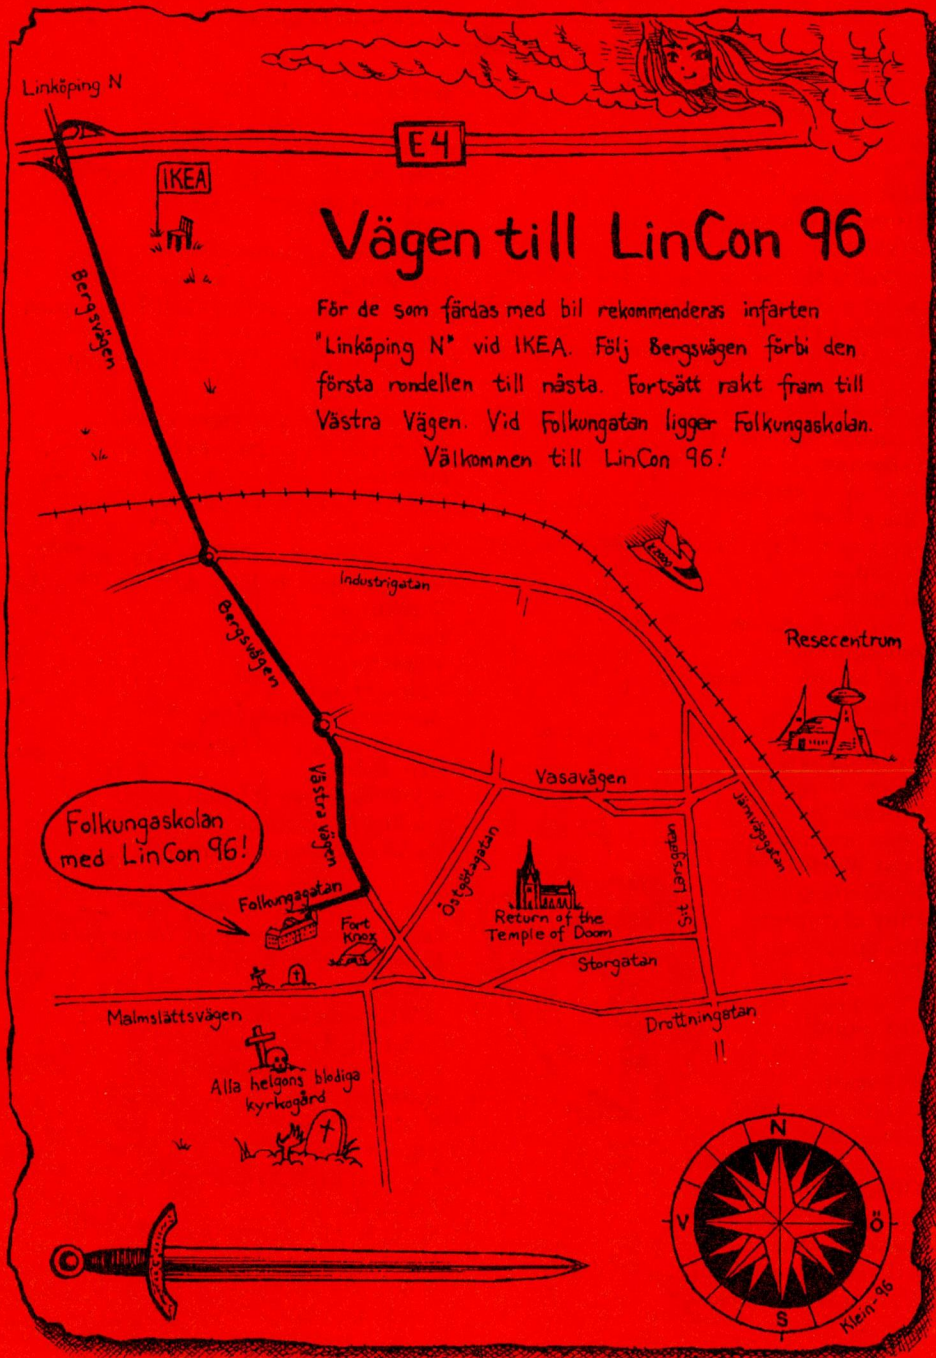 Linköping N
E4
IKEA
Vägen till LinCon 96
För de som färdas med bil rekommenderas infarten
"Linköping N" vid IKEA. Följ Bergsvägen förbi den
första rondellen till nästa. Fortsätt rakt fram till
Västra Vägen. Vid Folkungatan ligger Folkungaskolan.
Välkommen till LinCon 96!
Bergsvägen
X2000
Industrigatan
Bergsvägen
Resecentrum
Vasavägen
Västra vägen
Järnvägsgatan
Folkungaskolan
med LinCon 96!
Östgötagatan
S:t Larsgatan
Folkungagatan
Fort
Knox
Return of the
Temple of Doom
Storgatan
Malmslättsvägen
Drottningatan
Alla helgons blodiga
kyrkogård
N
V
Ö
S
Klein-96